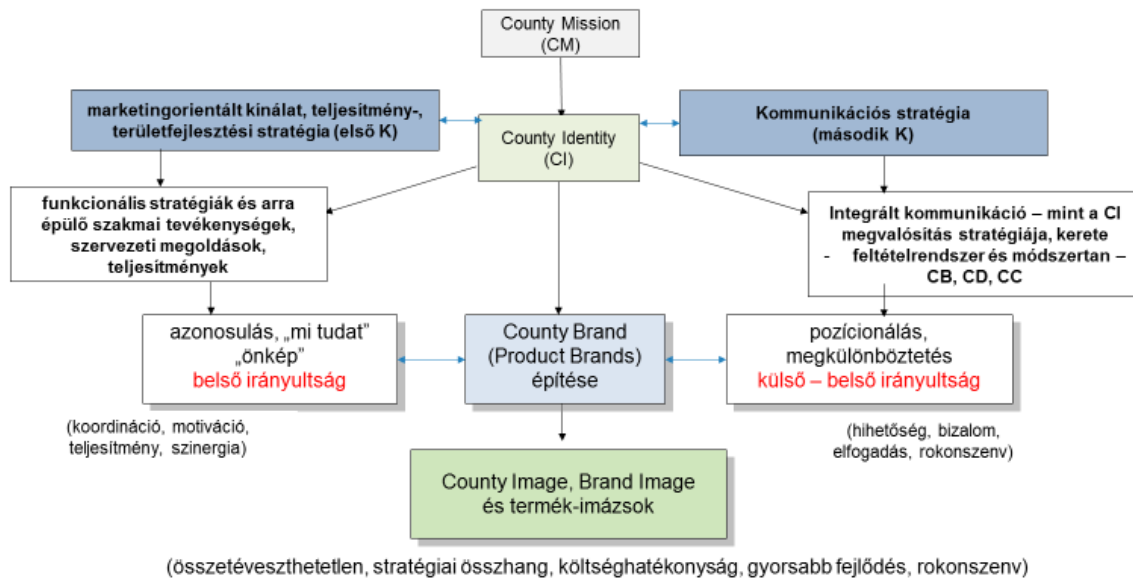 County Mission
(CM)
marketingorientált kínálat, teljesítmény-,
területfejlesztési stratégia (első K)
County Identity
(CI)
Kommunikációs stratégia
(második K)
funkcionális stratégiák és arra
épülő szakmai tevékenységek,
szervezeti megoldások,
teljesítmények
Integrált kommunikáció – mint a CI
megvalósítás stratégiája, kerete
- feltételrendszer és módszertan –
CB, CD, CC
azonosulás, „mi tudat”
„önkép”
belső irányultság
County Brand
(Product Brands)
építése
pozícionálás,
megkülönböztetés
külső – belső irányultság
(koordináció, motiváció,
teljesítmény, szinergia)
(hihetőség, bizalom,
elfogadás, rokonszenv)
County Image, Brand Image
és termék-imázsok
(összetéveszthetetlen, stratégiai összhang, költséghatékonyság, gyorsabb fejlődés, rokonszenv)